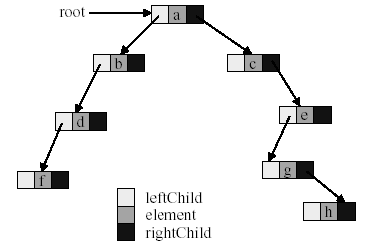 root a
b c
d e
f g
h
leftChild
element
rightChild